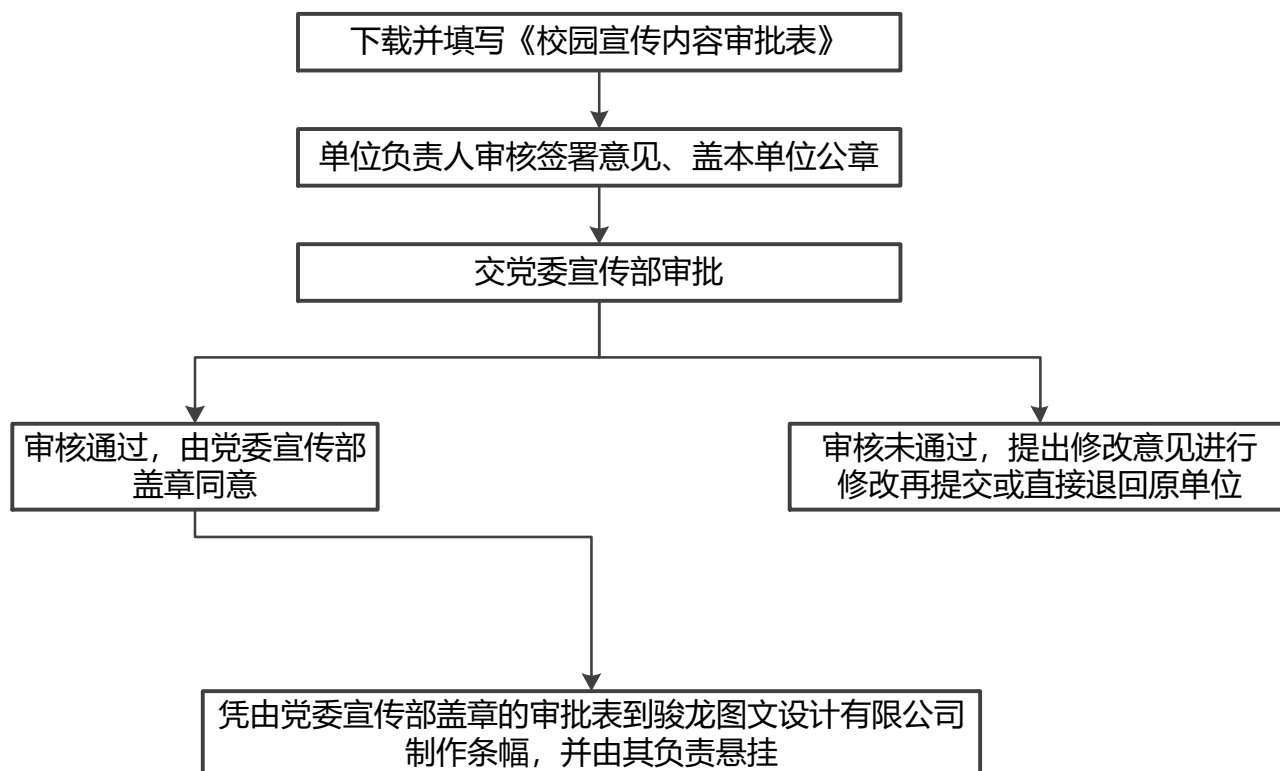 下载并填写《校园宣传内容审批表》
单位负责人审核签署意见、盖本单位公章
交党委宣传部审批
审核通过，由党委宣传部
盖章同意
审核未通过，提出修改意见进行
修改再提交或直接退回原单位
凭由党委宣传部盖章的审批表到骏龙图文设计有限公司
制作条幅，并由其负责悬挂